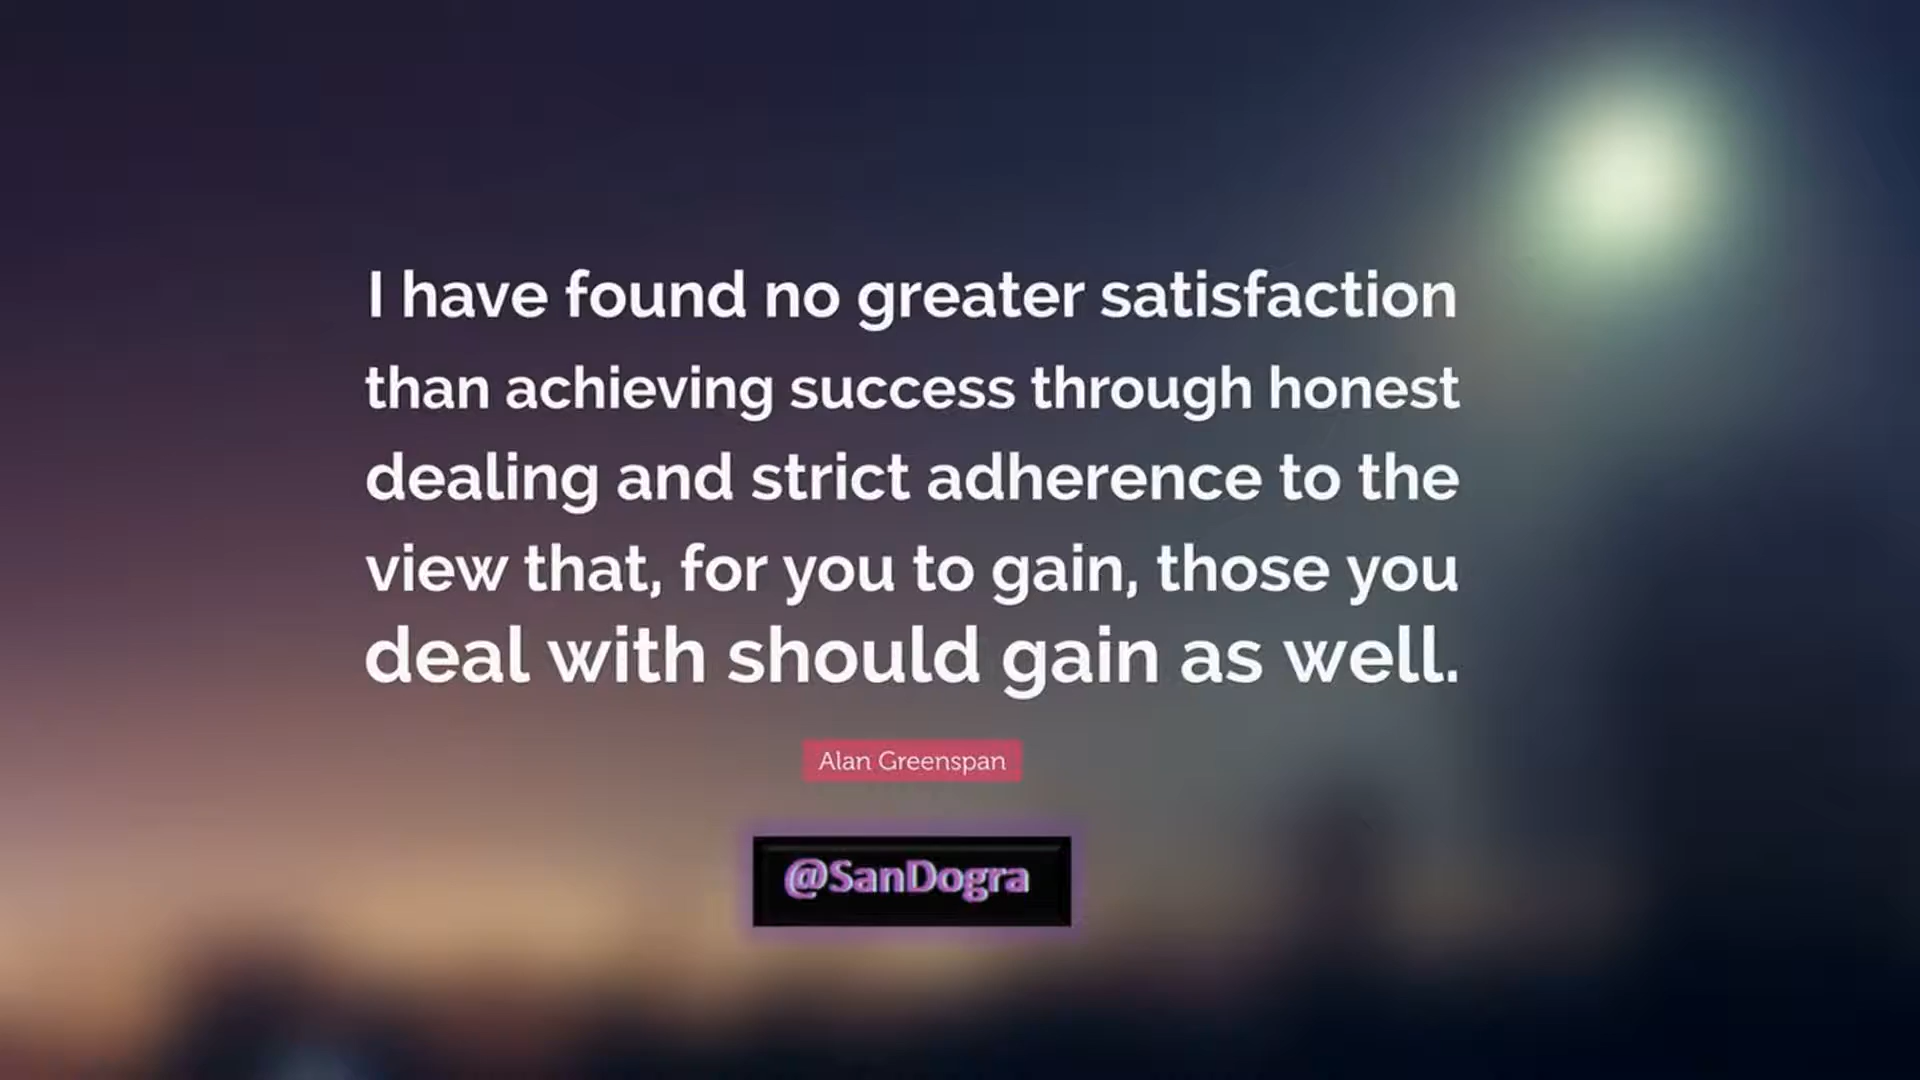 I have found no greater satisfaction
than achieving success through honest
dealing and strict adherence to the
view that, for you to gain, those you
deal with should gain as well.
Alan Greenspan
@SanDogra